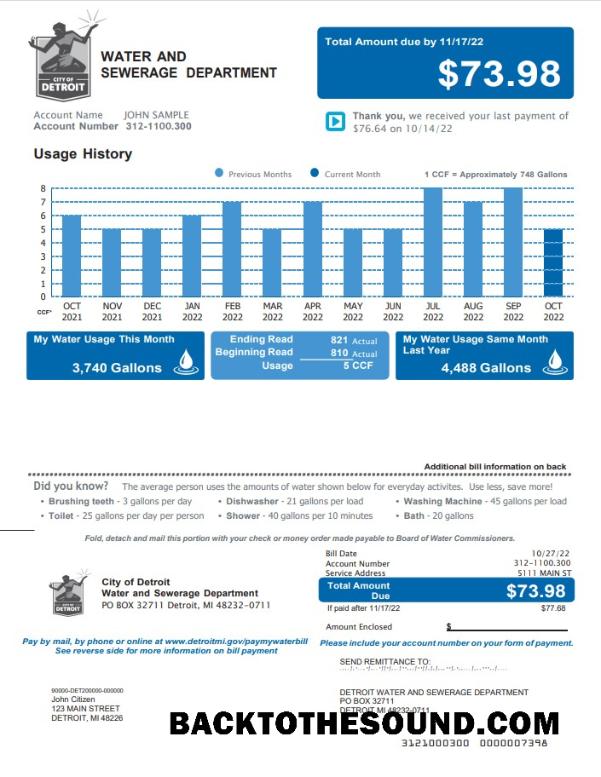 CITY OF
DETROIT
WATER AND
SEWERAGE DEPARTMENT
Total Amount due by 11/17/22
$73.98
Account Name JOHN SAMPLE
Account Number 312-1100.300
Thank you, we received your last payment of
$76.64 on 10/14/22
Usage History
Previous Months Current Month 1 CCF = Approximately 748 Gallons
8
7
6
5
4
3
2
1
0
CCF*
OCT 2021
NOV 2021
DEC 2021
JAN 2022
FEB 2022
MAR 2022
APR 2022
MAY 2022
JUN 2022
JUL 2022
AUG 2022
SEP 2022
OCT 2022
My Water Usage This Month
3,740 Gallons
Ending Read 821 Actual
Beginning Read 810 Actual
Usage 5 CCF
My Water Usage Same Month
Last Year
4,488 Gallons
Additional bill information on back
Did you know? The average person uses the amounts of water shown below for everyday activites. Use less, save more!
• Brushing teeth - 3 gallons per day • Dishwasher - 21 gallons per load • Washing Machine - 45 gallons per load
• Toilet - 25 gallons per day per person • Shower - 40 gallons per 10 minutes • Bath - 20 gallons
Fold, detach and mail this portion with your check or money order made payable to Board of Water Commissioners.
CITY OF
DETROIT
City of Detroit
Water and Sewerage Department
PO BOX 32711 Detroit, MI 48232-0711
Bill Date 10/27/22
Account Number 312-1100.300
Service Address 5111 MAIN ST
Total Amount
Due
$73.98
If paid after 11/17/22 $77.68
Amount Enclosed $
Pay by mail, by phone or online at www.detroitmi.gov/paymywaterbill
See reverse side for more information on bill payment
Please include your account number on your form of payment.
SEND REMITTANCE TO:
90000-DET200000-000000
John Citizen
123 MAIN STREET
DETROIT, MI 48226
DETROIT WATER AND SEWERAGE DEPARTMENT
PO BOX 32711
DETROIT, MI 48232-0711
BACKTOTHESOUND.COM
3121000300 0000007398